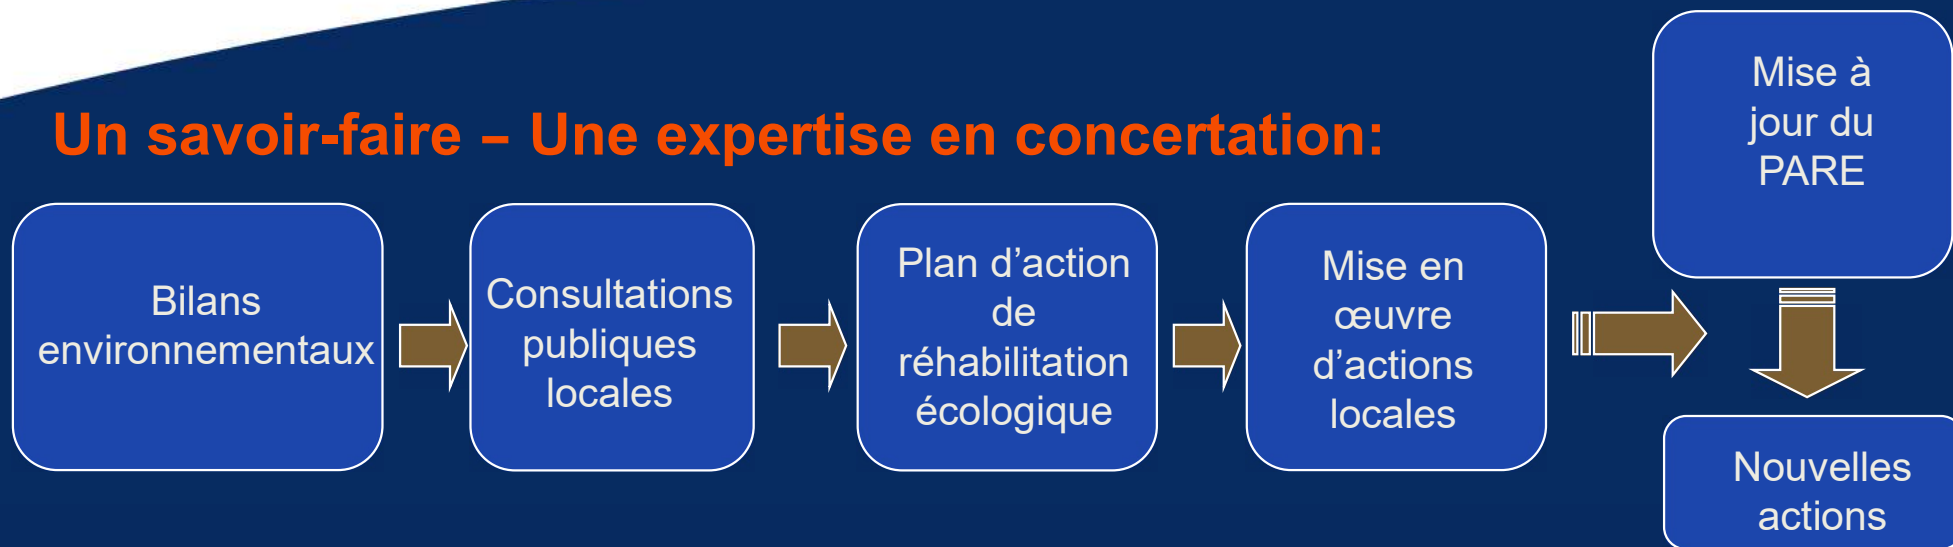 Un savoir-faire – Une expertise en concertation:
Bilans
environnementaux
Consultations
publiques
locales
Plan d’action
de
réhabilitation
écologique
Mise en
œuvre
d’actions
locales
Mise à
jour du
PARE
Nouvelles
actions